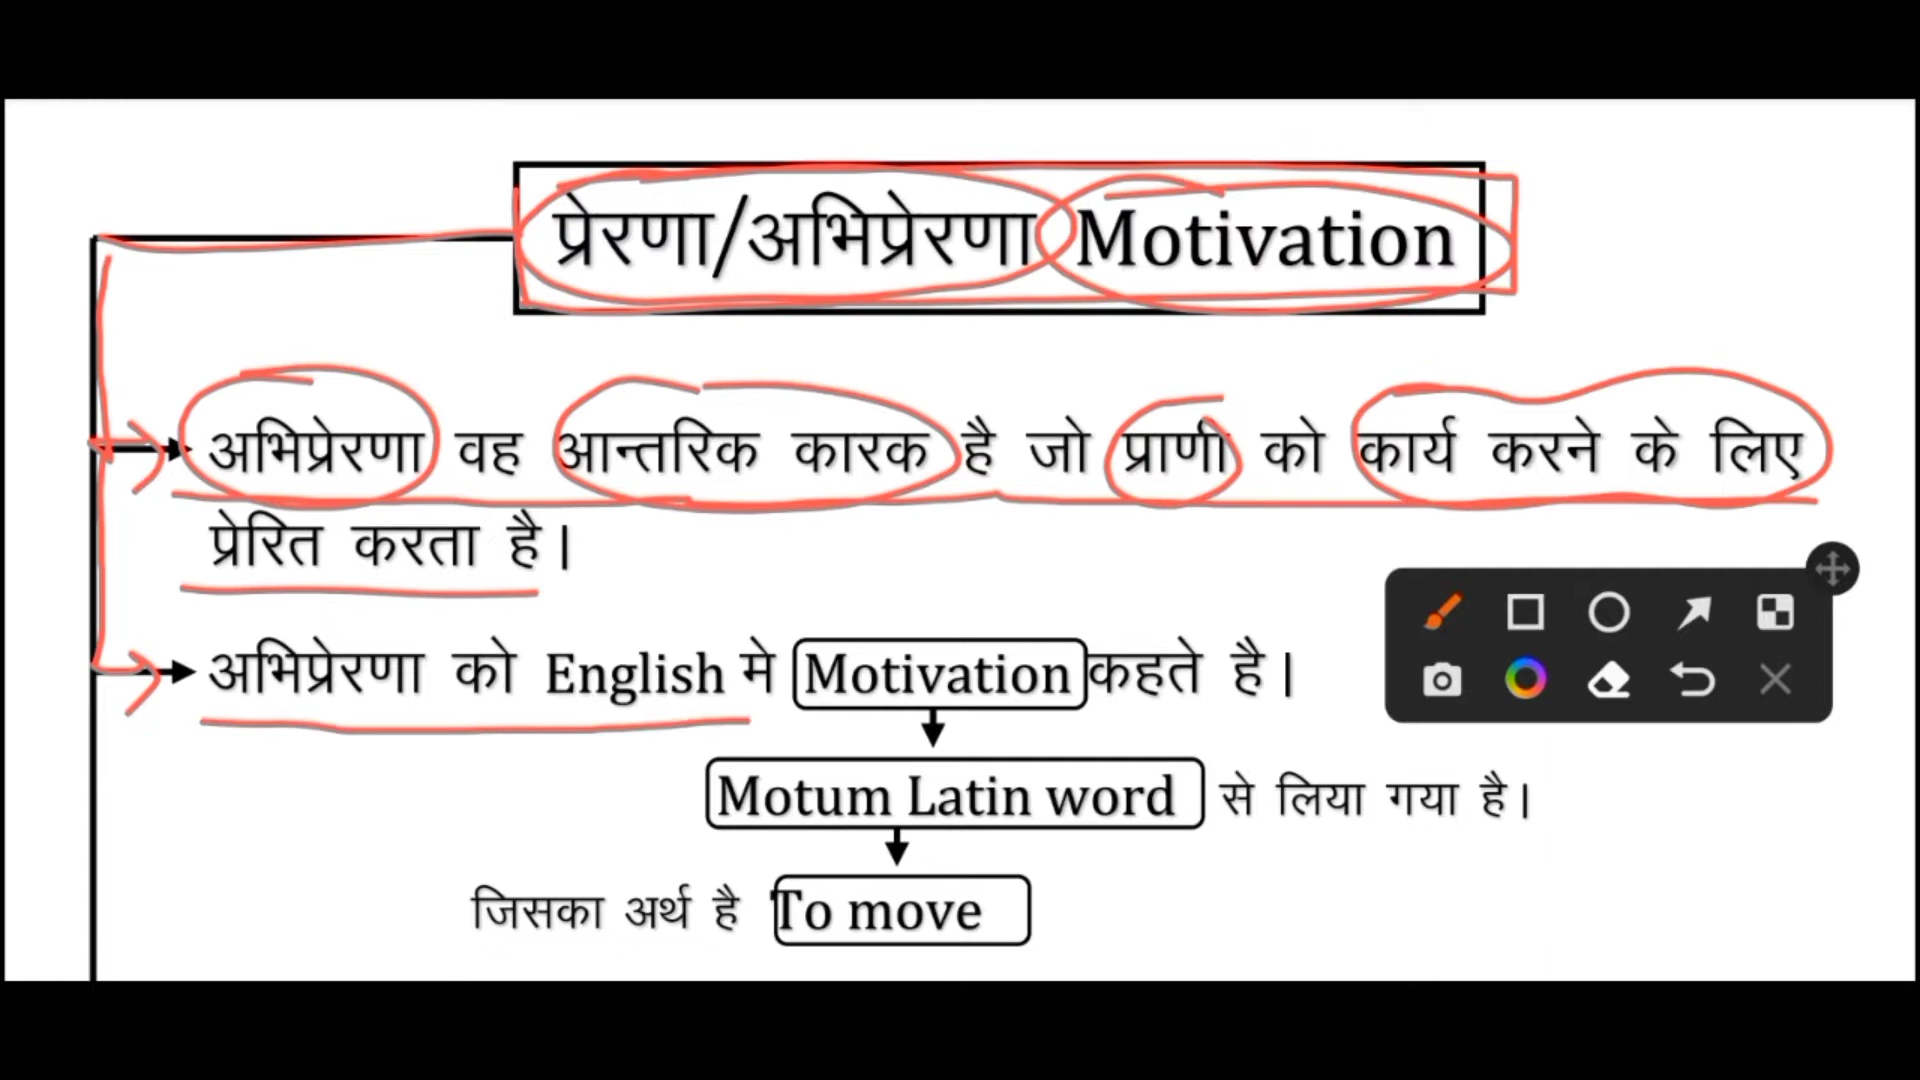 प्रेरणा/अभिप्रेरणा Motivation
अभिप्रेरणा वह आन्तरिक कारक है जो प्राणी को कार्य करने के लिए
प्रेरित करता है।
अभिप्रेरणा को English मे Motivation कहते है।
Motum Latin word से लिया गया है।
जिसका अर्थ है To move